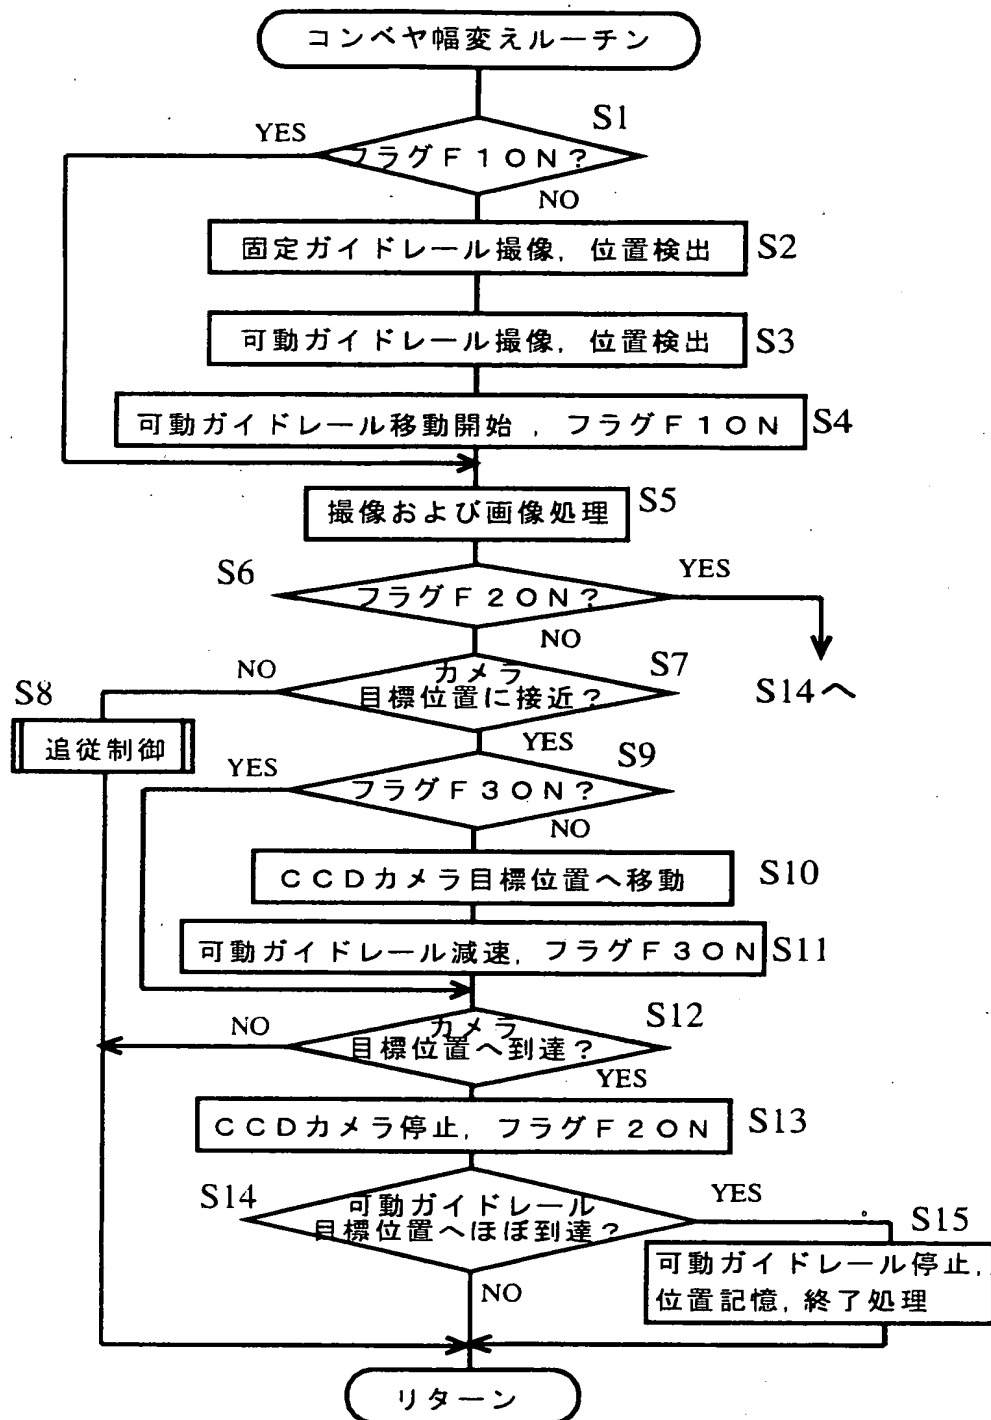 コンベヤ幅変えルーチン
S1
YES
フラグF1ON?
NO
固定ガイドレール撮像, 位置検出
S2
可動ガイドレール撮像, 位置検出
S3
可動ガイドレール移動開始, フラグF1ON
S4
撮像および画像処理
S5
S6
フラグF2ON?
YES
NO
S14へ
カメラ
目標位置に接近?
S7
NO
YES
S8
追従制御
S9
フラグF3ON?
YES
NO
CCDカメラ目標位置へ移動
S10
可動ガイドレール減速, フラグF3ON
S11
カメラ
目標位置へ到達?
S12
NO
YES
CCDカメラ停止, フラグF2ON
S13
S14
可動ガイドレール
目標位置へほぼ到達?
YES
NO
S15
可動ガイドレール停止,
位置記憶, 終了処理
リターン